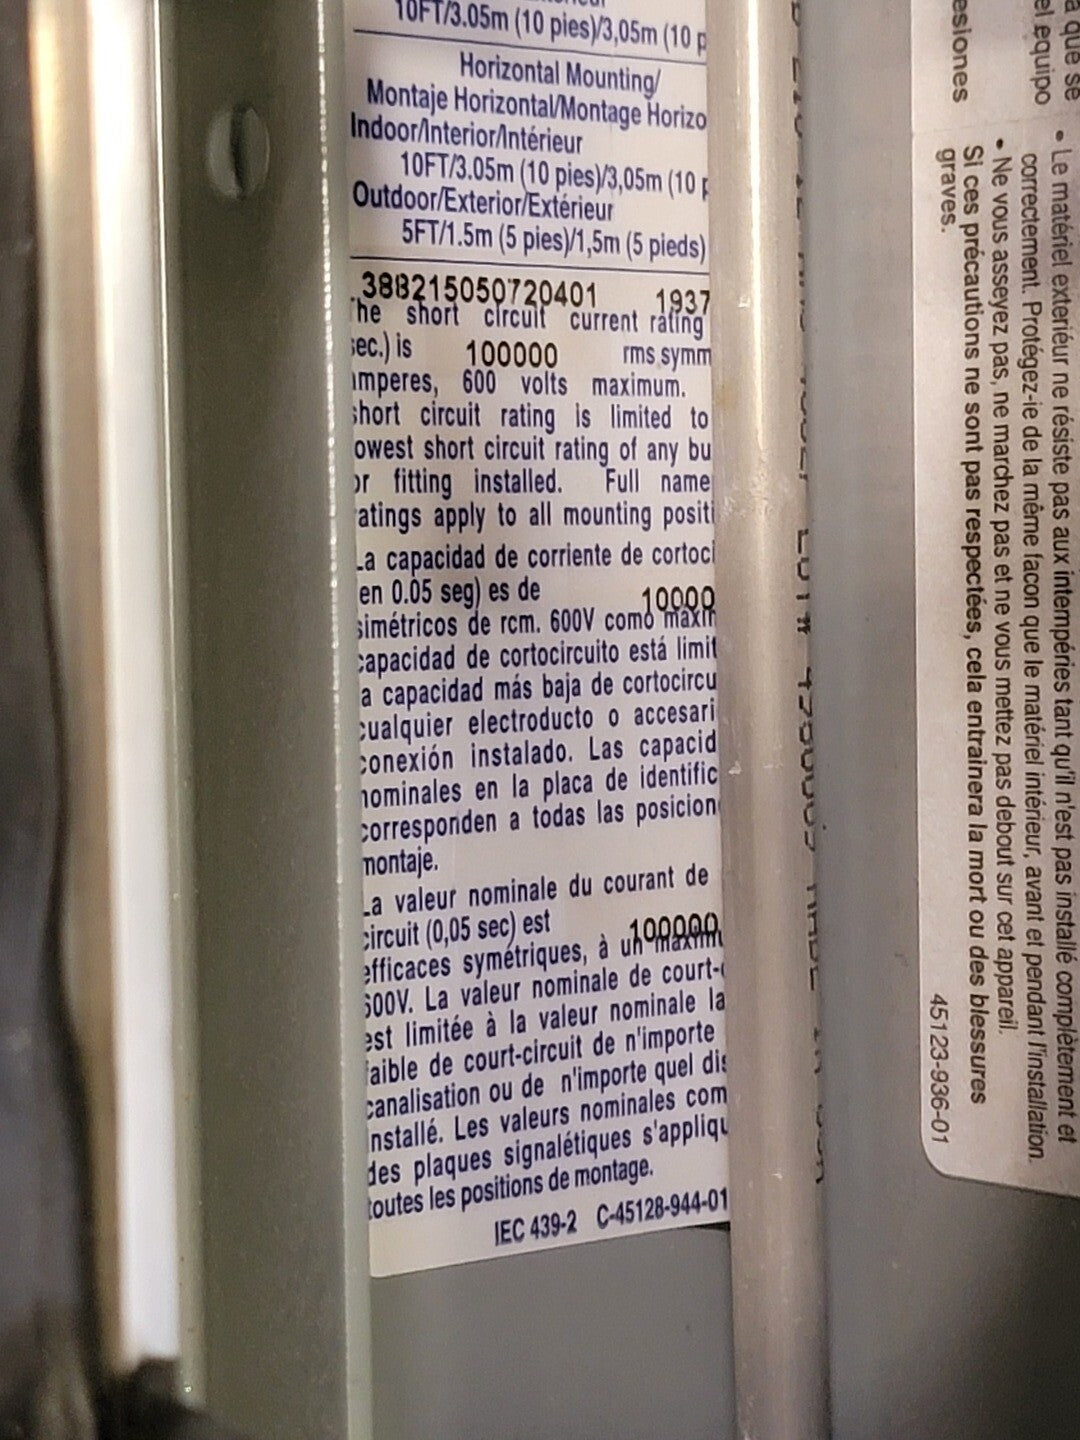 10FT/3.05m (10 pies)/3,05m (10
Horizontal Mounting/
Montaje Horizontal/Montage Horizo
Indoor/Interior/Intérieur
10FT/3.05m (10 pies)/3,05m (10
Outdoor/Exterior/Extérieur
5FT/1.5m (5 pies)/1,5m (5 pieds)
388215050720401 1937
he short circuit current rating
sec.) is 100000 rms symm
amperes, 600 volts maximum.
short circuit rating is limited to
owest short circuit rating of any bu
or fitting installed. Full name
atings apply to all mounting positi
La capacidad de corriente de cortoci
en 0.05 seg) es de 10000
simétricos de rcm. 600V como máxim
capacidad de cortocircuito está limit
a capacidad más baja de cortocircu
cualquier electroducto o accesari
conexión instalado. Las capacid
nominales en la placa de identific
corresponden a todas las posicion
montaje.
La valeur nominale du courant de
circuit (0,05 sec) est 100000
efficaces symétriques, à un maximu
600V. La valeur nominale de court-
est limitée à la valeur nominale la
faible de court-circuit de n'importe
canalisation ou de n'importe quel dis
nstallé. Les valeurs nominales com
des plaques signalétiques s'appliqu
toutes les positions de montage.
IEC 439-2 C-45128-944-01
a que se
el equipo
esiones
• Le matériel exteriéur ne résiste pas aux intempéries tant qu'il n'est pas installé complètement et
correctement. Protégez-ie de la même facon que le matériel intérieur, avant et pendant l'installation.
• Ne vous asseyez pas, ne marchez pas et ne vous mettez pas debout sur cet appareil.
Si ces précautions ne sont pas respectées, cela entrainera la mort ou des blessures
graves.
45123-936-01